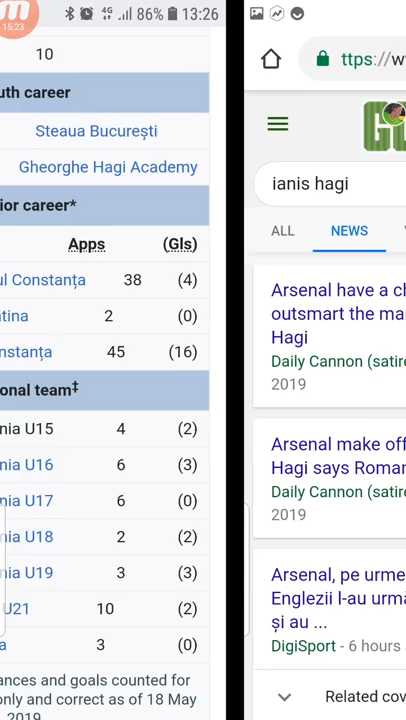 15:23
4G 86% 13:26
10
uth career
Steaua București
Gheorghe Hagi Academy
ior career*
Apps (Gls)
ul Constanța 38 (4)
ntina 2 (0)
nstanța 45 (16)
onal team‡
nia U15 4 (2)
nia U16 6 (3)
nia U17 6 (0)
nia U18 2 (2)
nia U19 3 (3)
U21 10 (2)
a 3 (0)
ances and goals counted for
only and correct as of 18 May
2019
ttps://w
ianis hagi
ALL NEWS
Arsenal have a ch
outsmart the ma
Hagi
Daily Cannon (satire
2019
Arsenal make off
Hagi says Roman
Daily Cannon (satire
2019
Arsenal, pe urme
Englezii l-au urmă
și au ...
DigiSport - 6 hours
Related cov